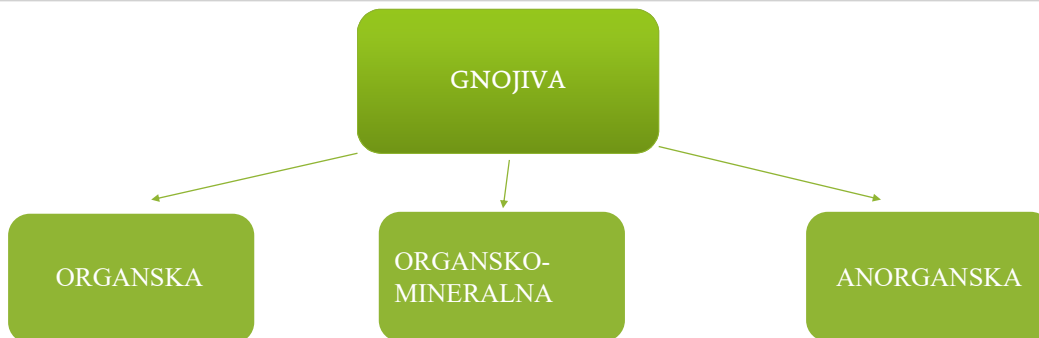 GNOJIVA
ORGANSKA
ORGANSKO-
MINERALNA
ANORGANSKA